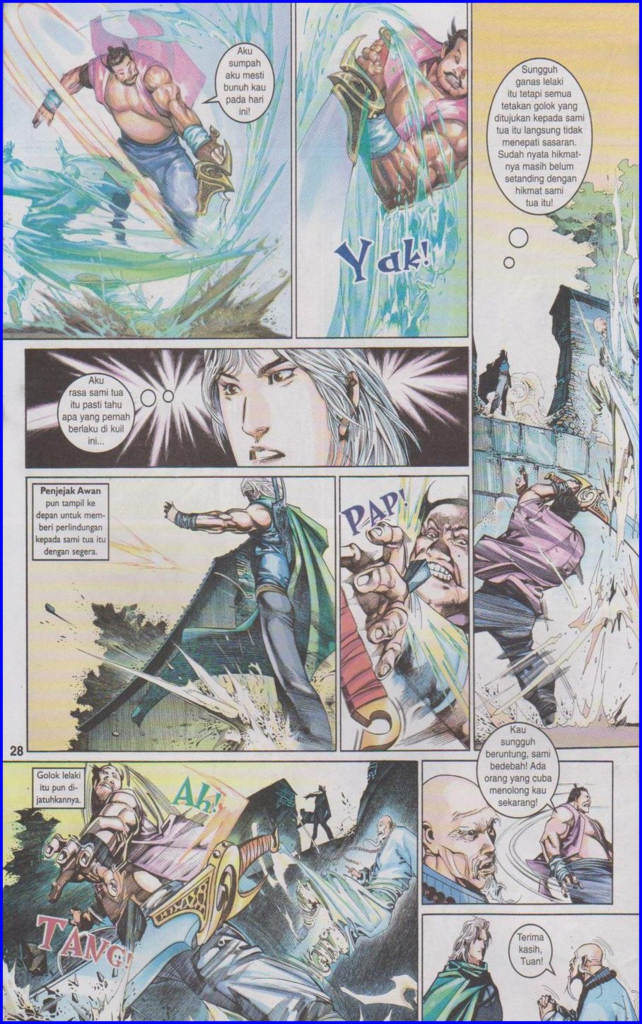 Aku
sumpah
aku mesti
bunuh kau
pada hari
ini!
Yak!
Sungguh
ganas lelaki
itu tetapi semua
tetakan golok yang
ditujukan kepada sami
tua itu langsung tidak
menepati sasaran.
Sudah nyata hikmat-
nya masih belum
setanding dengan
hikmat sami
tua itu!
Aku
rasa sami tua
itu pasti tahu
apa yang pernah
berlaku di kuil
ini...
Penjejak Awan
pun tampil ke
depan untuk mem-
beri perlindungan
kepada sami tua itu
dengan segera.
PAP!
28
Golok lelaki
itu pun di-
jatuhkannya.
Ah!
TANG!
Kau
sungguh
beruntung, sami
bedebah! Ada
orang yang cuba
menolong kau
sekarang!
Terima
kasih,
Tuan!